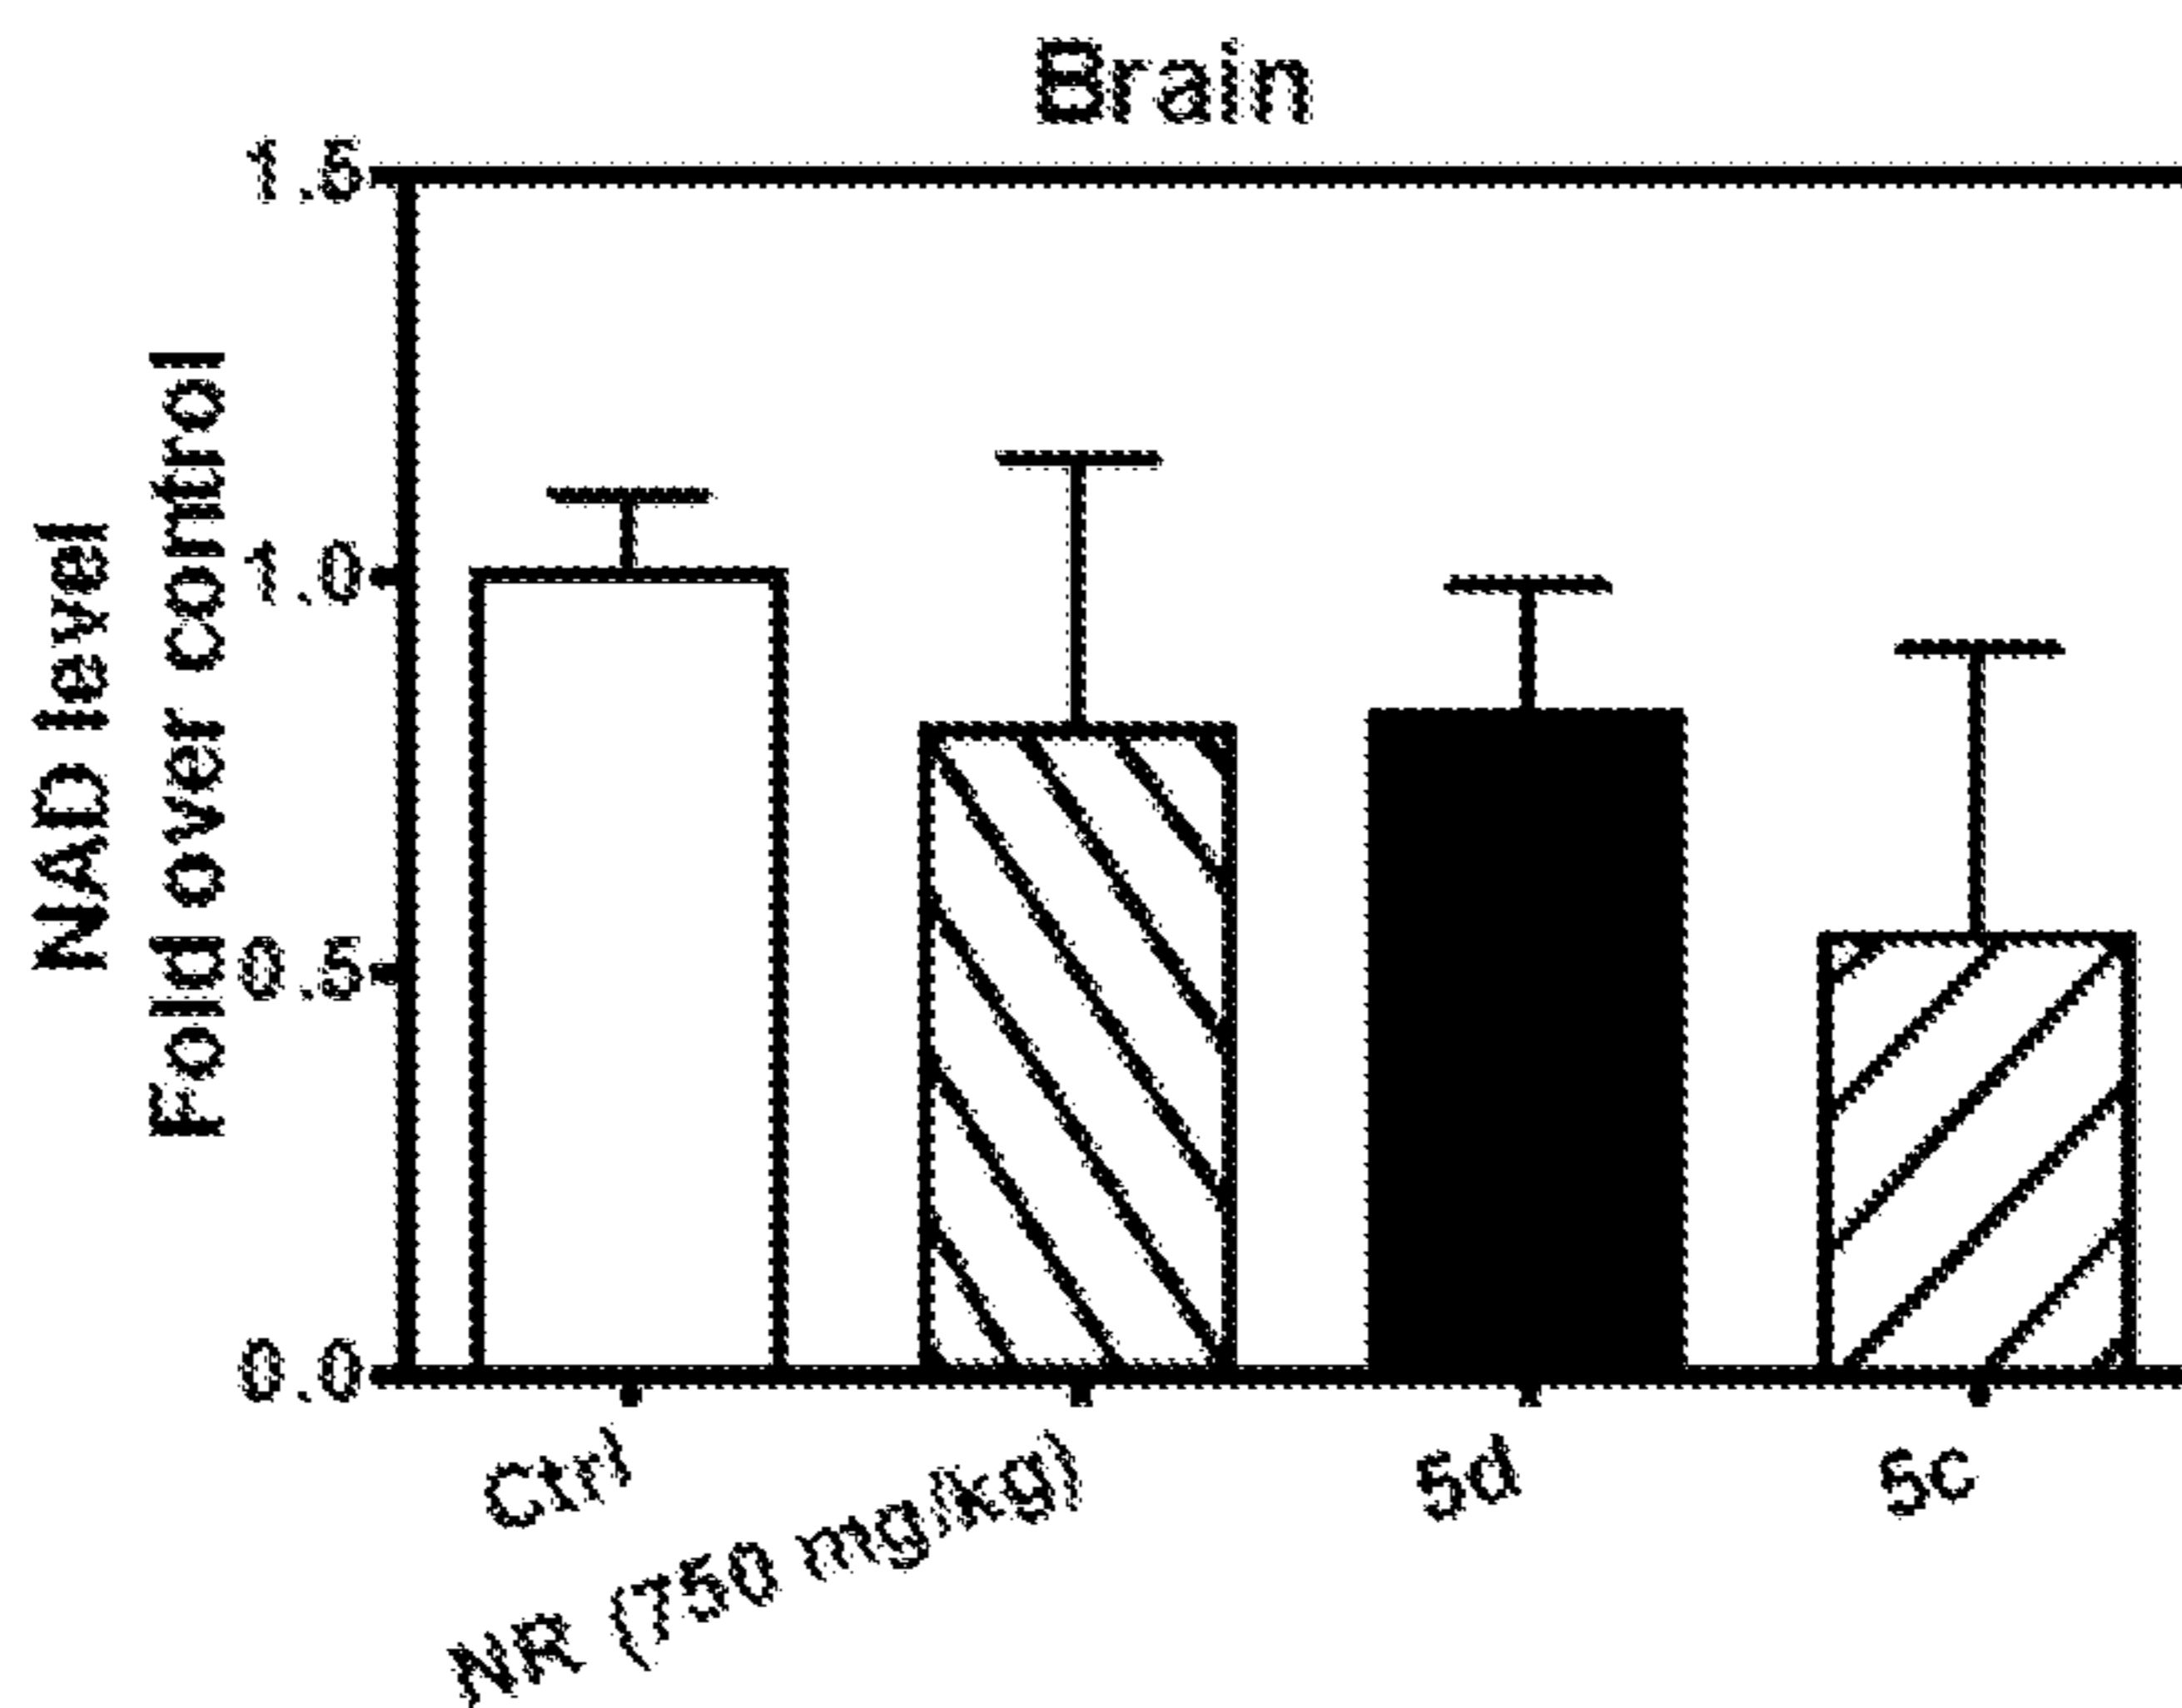 Brain
NAD level
Fold over control
1.5
1.0
0.5
0.0
Ctrl
NR (750 mg/kg)
5d
5c